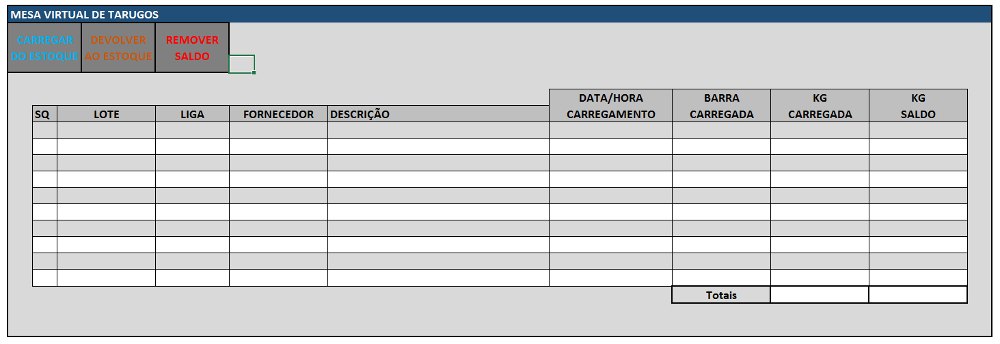 MESA VIRTUAL DE TARUGOS
CARREGAR DEVOLVER REMOVER
DO ESTOQUE AO ESTOQUE SALDO
DATA/HORA BARRA KG KG
SQ LOTE LIGA FORNECEDOR DESCRIÇÃO CARREGAMENTO CARREGADA CARREGADA SALDO
Totais